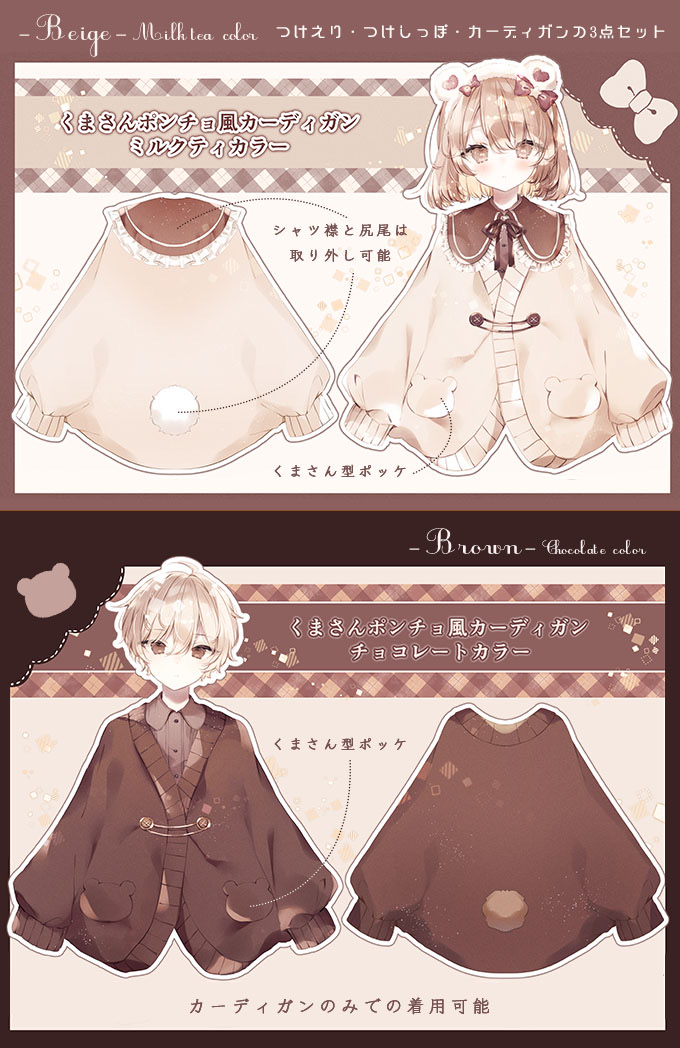 -Beige- Milk tea color つけえり・つけしっぽ・カーディガンの3点セット
くまさんポンチョ風カーディガン
ミルクティカラー
シャツ襟と尻尾は
取り外し可能
くまさん型ポッケ
-Brown- Chocolate color
くまさんポンチョ風カーディガン
チョコレートカラー
くまさん型ポッケ
カーディガンのみでの着用可能